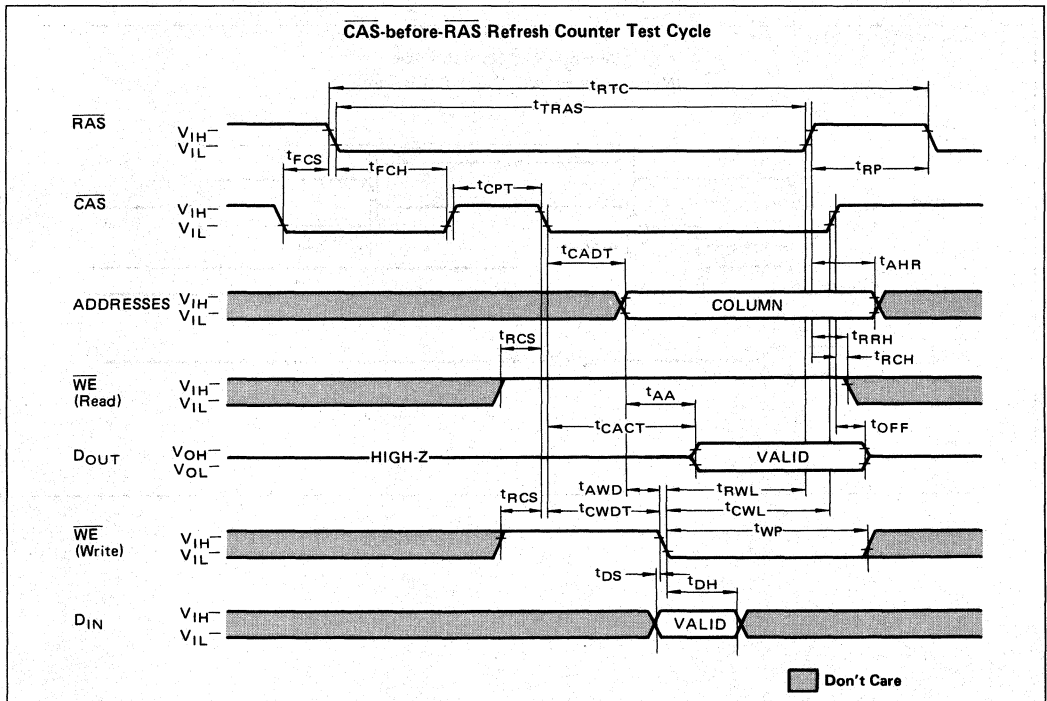 CAS-before-RAS Refresh Counter Test Cycle
tRTC
tTRAS
RAS
VIH
VIL
tFCS
tFCH
tRP
tCPT
CAS
VIH
VIL
tCADT
tAHR
ADDRESSES
VIH
VIL
COLUMN
tRRH
tRCS
tRCH
WE
(Read)
VIH
VIL
tAA
tCACT
tOFF
DOUT
VOH
VOL
HIGH-Z
VALID
tRCS
tAWD
tRWL
tCWDT
tCWL
WE
(Write)
VIH
VIL
tWP
tDS
tDH
DIN
VIH
VIL
VALID
Don't Care